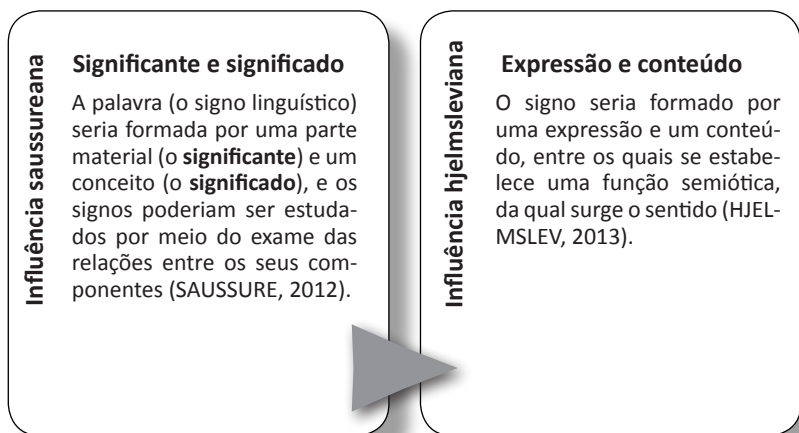 Influência saussureana
Significante e significado
A palavra (o signo linguístico)
seria formada por uma parte
material (o significante) e um
conceito (o significado), e os
signos poderiam ser estuda-
dos por meio do exame das
relações entre os seus com-
ponentes (SAUSSURE, 2012).
Influência hjelmsleviana
Expressão e conteúdo
O signo seria formado por
uma expressão e um conteú-
do, entre os quais se estabe-
lece uma função semiótica,
da qual surge o sentido (HJEL-
MSLEV, 2013).